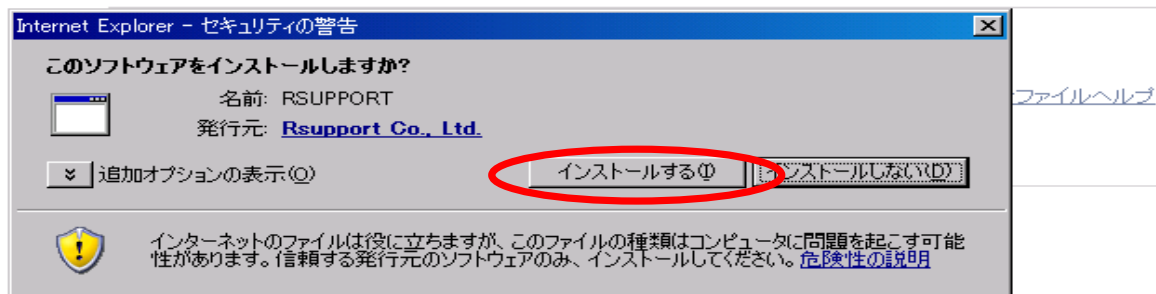 Internet Explorer - セキュリティの警告
このソフトウェアをインストールしますか?
名前: RSUPPORT
ファイルヘルプ
発行元: Rsupport Co., Ltd.
追加オプションの表示(O)
インストールする(I)
インストールしない(D)
インターネットのファイルは役に立ちますが、このファイルの種類はコンピュータに問題を起こす可能
性があります。信頼する発行元のソフトウェアのみ、インストールしてください。危険性の説明